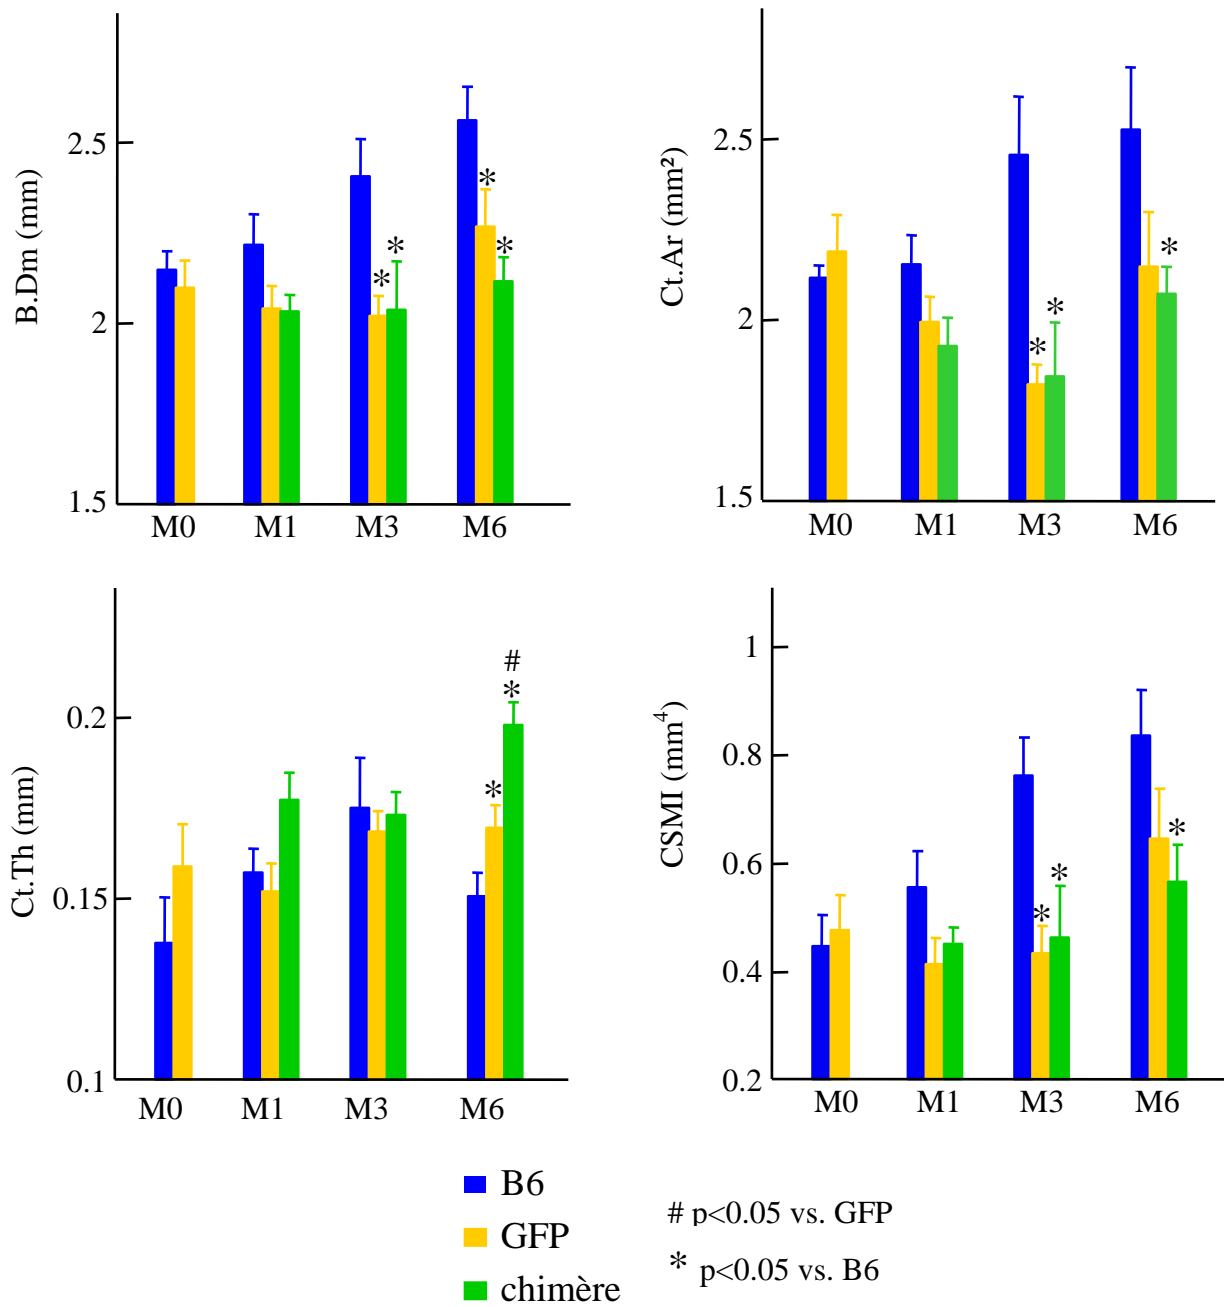 B.Dm (mm)
2.5
2
1.5
*
*
*
*
M0 M1 M3 M6
Ct.Ar (mm²)
2.5
2
1.5
*
*
*
M0 M1 M3 M6
Ct.Th (mm)
0.2
0.15
0.1
#
*
*
M0 M1 M3 M6
CSMI (mm⁴)
1
0.8
0.6
0.4
0.2
*
*
*
M0 M1 M3 M6
B6
GFP
chimère
# p<0.05 vs. GFP
* p<0.05 vs. B6